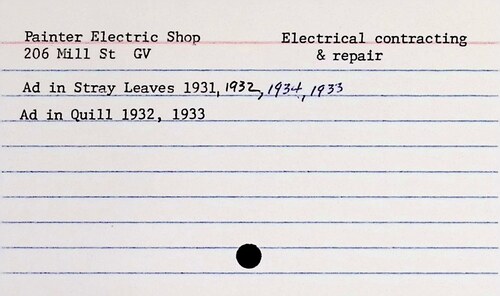 Painter Electric Shop Electrical contracting
206 Mill St GV & repair
Ad in Stray Leaves 1931, 1932, 1934, 1933
Ad in Quill 1932, 1933